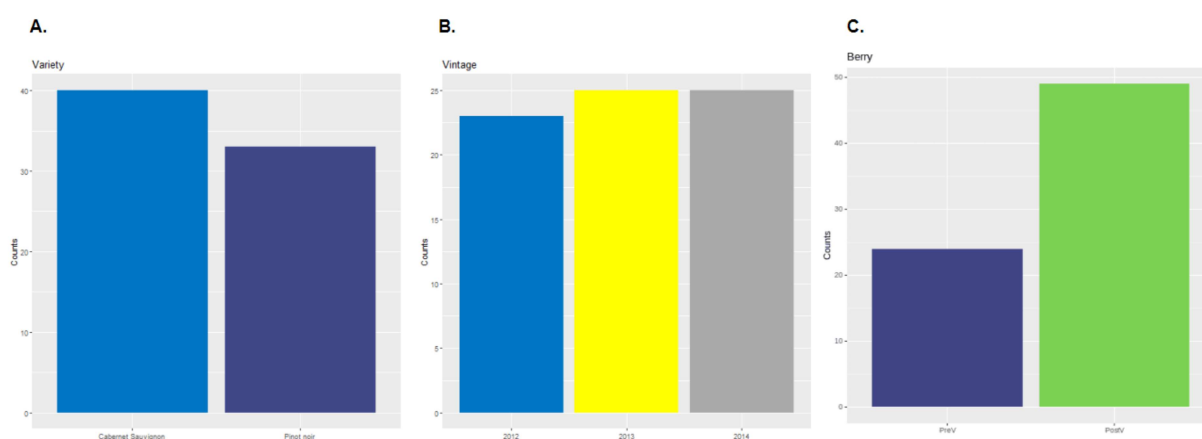 A.
Variety
40
30
20
10
0
Counts
Cabernet Sauvignon
Pinot noir
B.
Vintage
25
20
15
10
5
0
Counts
2012
2013
2014
C.
Berry
50
40
30
20
10
0
Counts
PreV
PostV